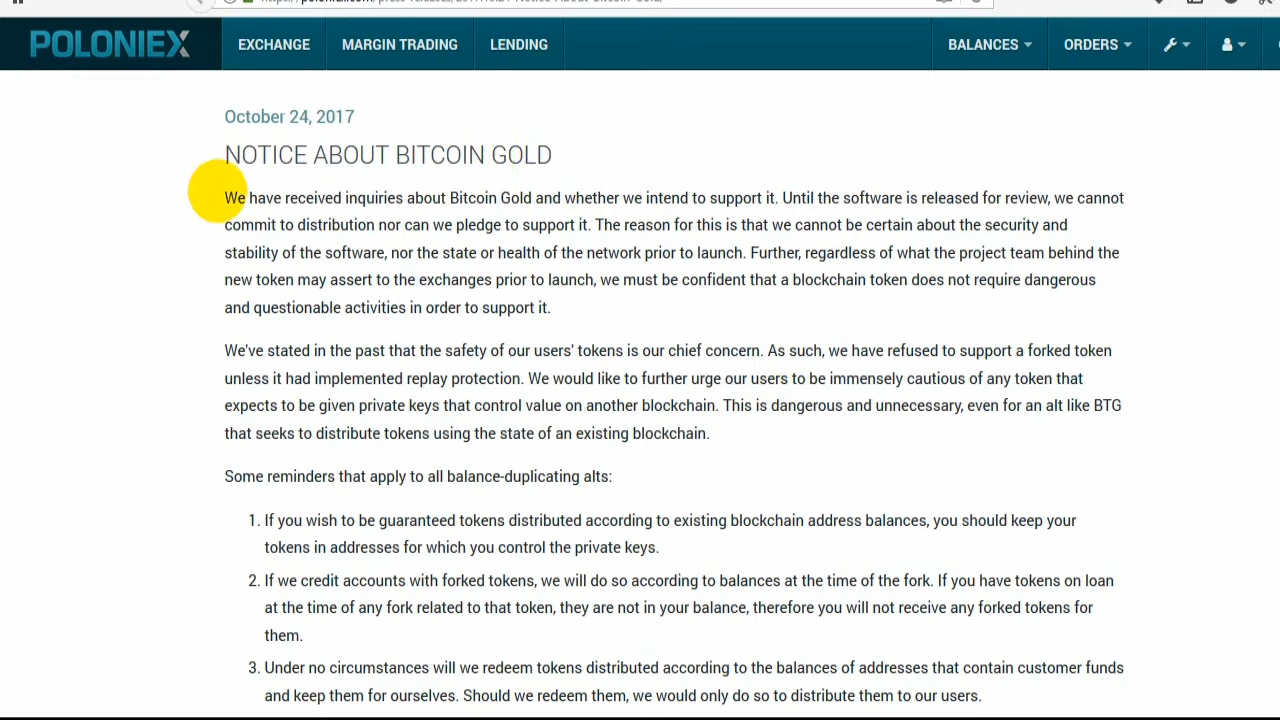 POLONIEX
EXCHANGE
MARGIN TRADING
LENDING
BALANCES
ORDERS
October 24, 2017
NOTICE ABOUT BITCOIN GOLD
We have received inquiries about Bitcoin Gold and whether we intend to support it. Until the software is released for review, we cannot
commit to distribution nor can we pledge to support it. The reason for this is that we cannot be certain about the security and
stability of the software, nor the state or health of the network prior to launch. Further, regardless of what the project team behind the
new token may assert to the exchanges prior to launch, we must be confident that a blockchain token does not require dangerous
and questionable activities in order to support it.
We've stated in the past that the safety of our users' tokens is our chief concern. As such, we have refused to support a forked token
unless it had implemented replay protection. We would like to further urge our users to be immensely cautious of any token that
expects to be given private keys that control value on another blockchain. This is dangerous and unnecessary, even for an alt like BTG
that seeks to distribute tokens using the state of an existing blockchain.
Some reminders that apply to all balance-duplicating alts:
1. If you wish to be guaranteed tokens distributed according to existing blockchain address balances, you should keep your
tokens in addresses for which you control the private keys.
2. If we credit accounts with forked tokens, we will do so according to balances at the time of the fork. If you have tokens on loan
at the time of any fork related to that token, they are not in your balance, therefore you will not receive any forked tokens for
them.
3. Under no circumstances will we redeem tokens distributed according to the balances of addresses that contain customer funds
and keep them for ourselves. Should we redeem them, we would only do so to distribute them to our users.